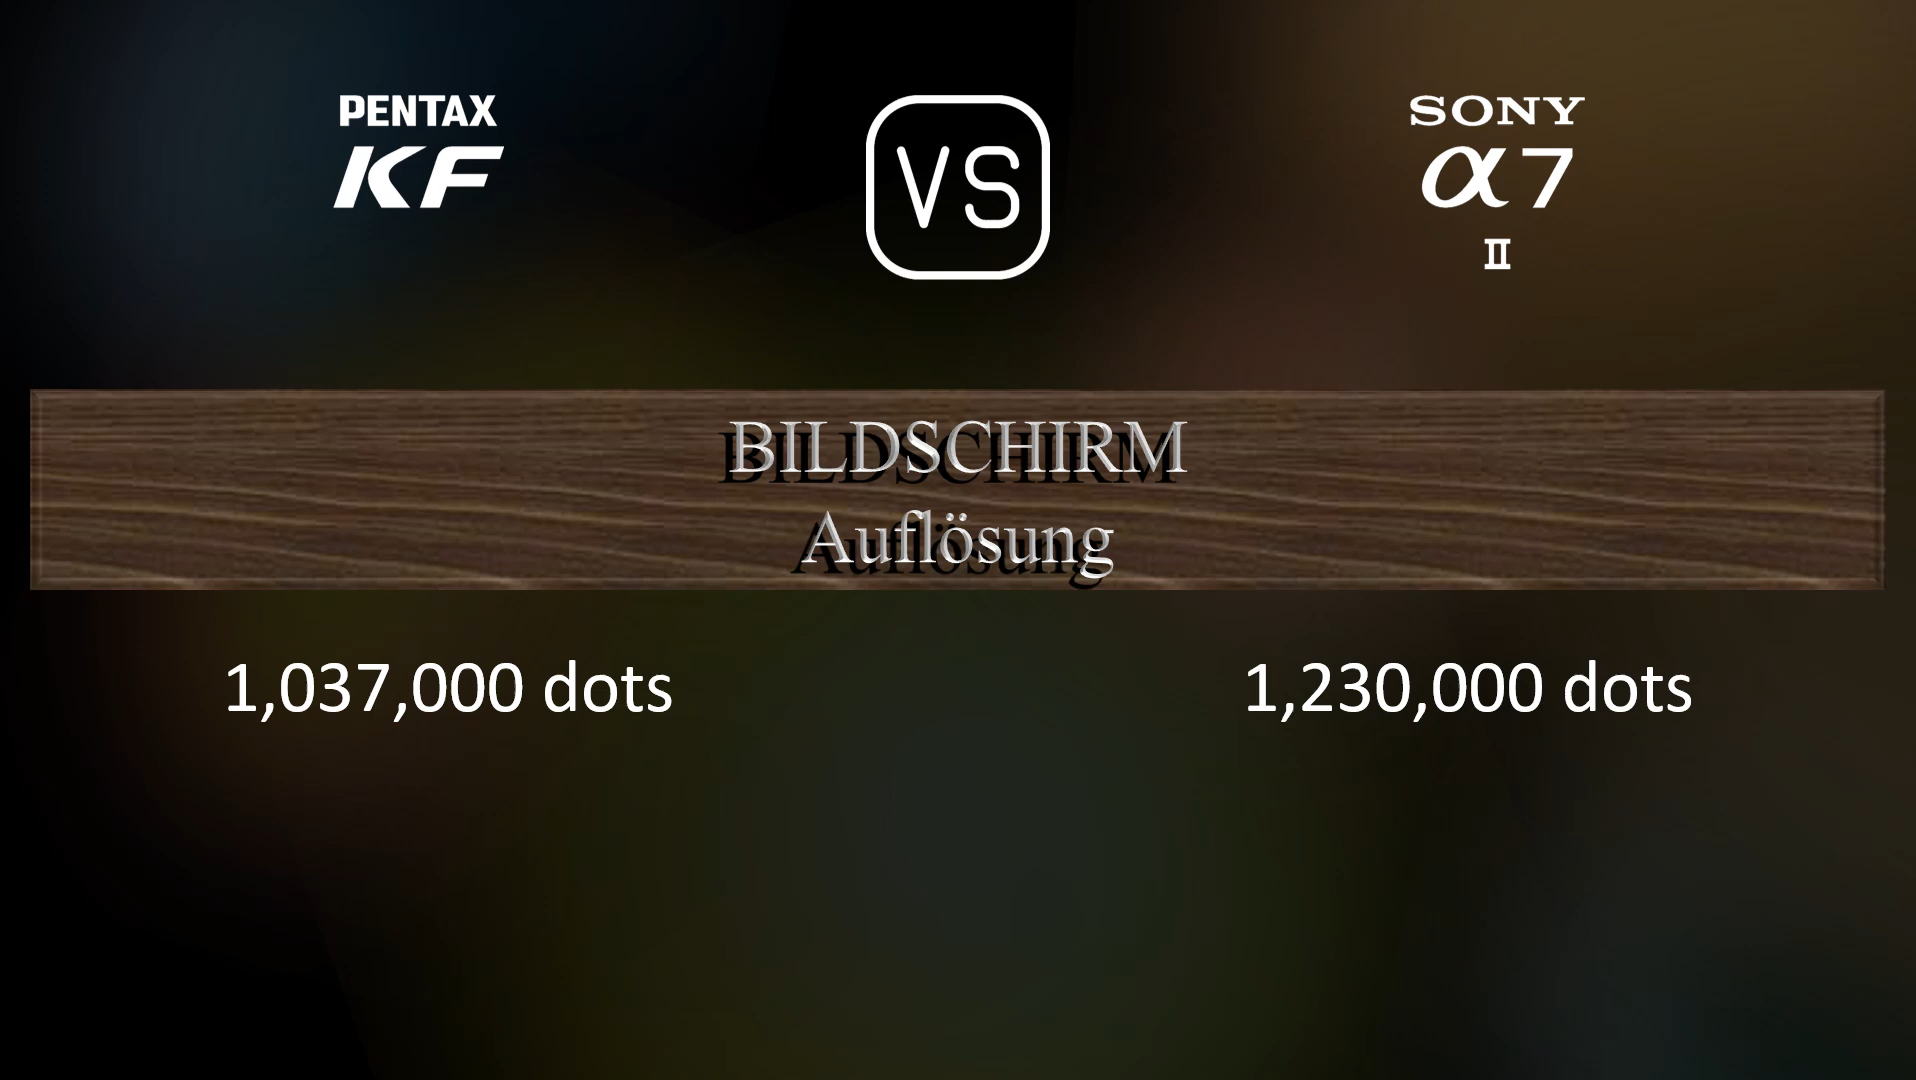 PENTAX
KF
VS
SONY
α7
II
BILDSCHIRM
Auflösung
1,037,000 dots
1,230,000 dots